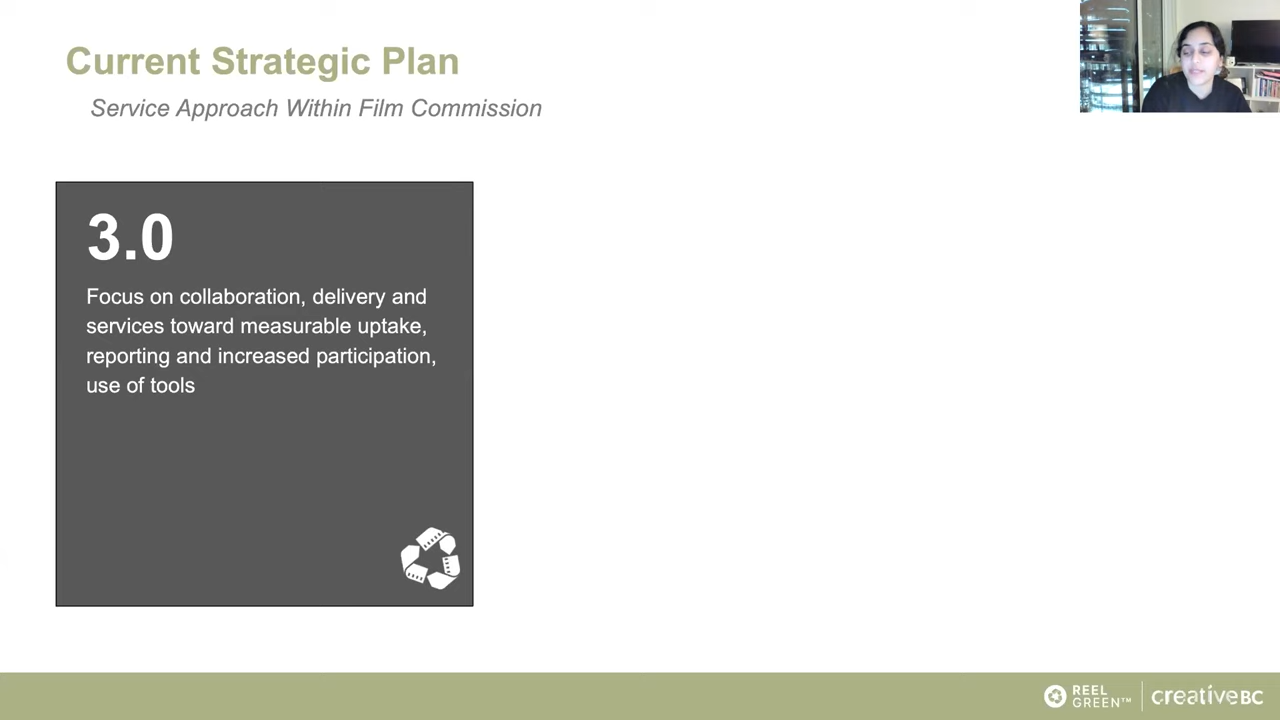 Current Strategic Plan
Service Approach Within Film Commission
3.0
Focus on collaboration, delivery and
services toward measurable uptake,
reporting and increased participation,
use of tools
REEL
GREEN™
creativeBC